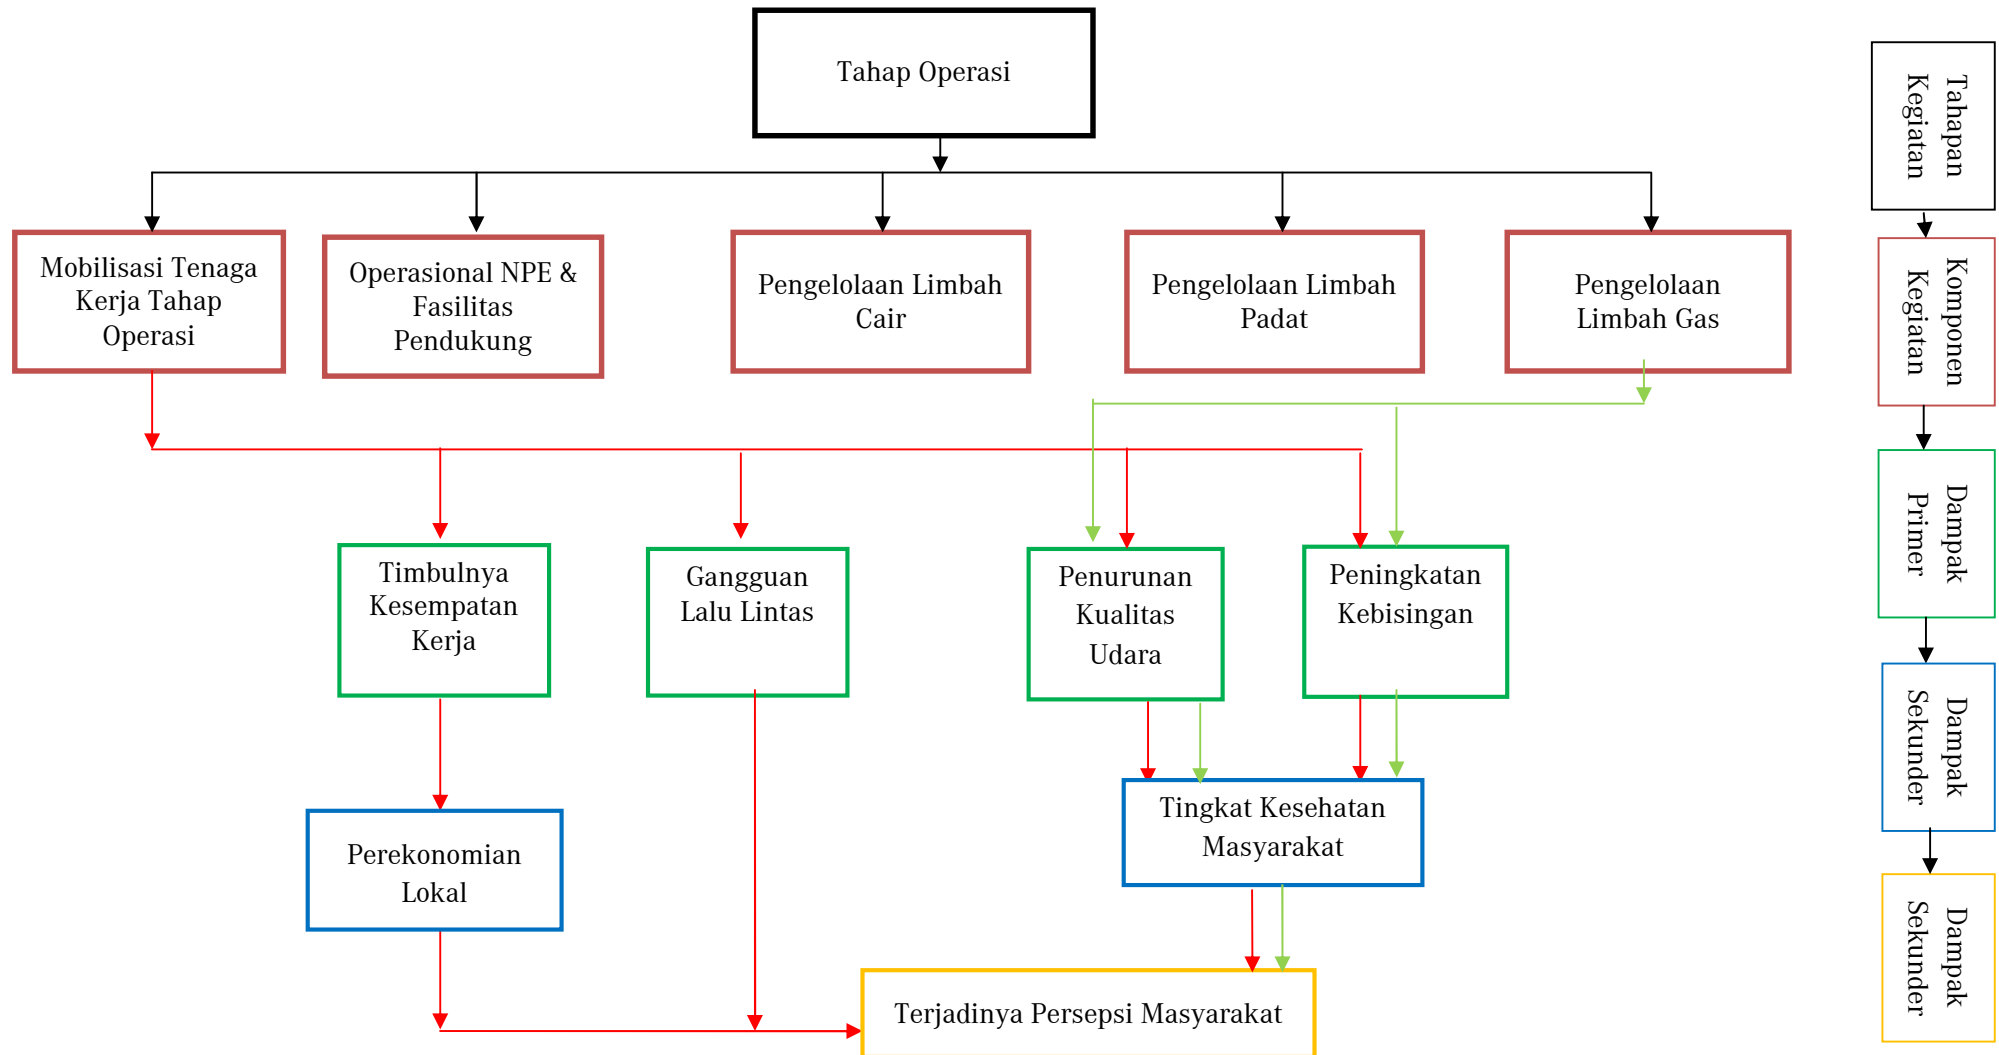 Tahap Operasi
Mobilisasi Tenaga
Kerja Tahap
Operasi
Operasional NPE &
Fasilitas
Pendukung
Pengelolaan Limbah
Cair
Pengelolaan Limbah
Padat
Pengelolaan
Limbah Gas
Timbulnya
Kesempatan
Kerja
Gangguan
Lalu Lintas
Penurunan
Kualitas
Udara
Peningkatan
Kebisingan
Perekonomian
Lokal
Tingkat Kesehatan
Masyarakat
Terjadinya Persepsi Masyarakat
Tahapan
Kegiatan
Komponen
Kegiatan
Dampak
Primer
Dampak
Sekunder
Dampak
Sekunder